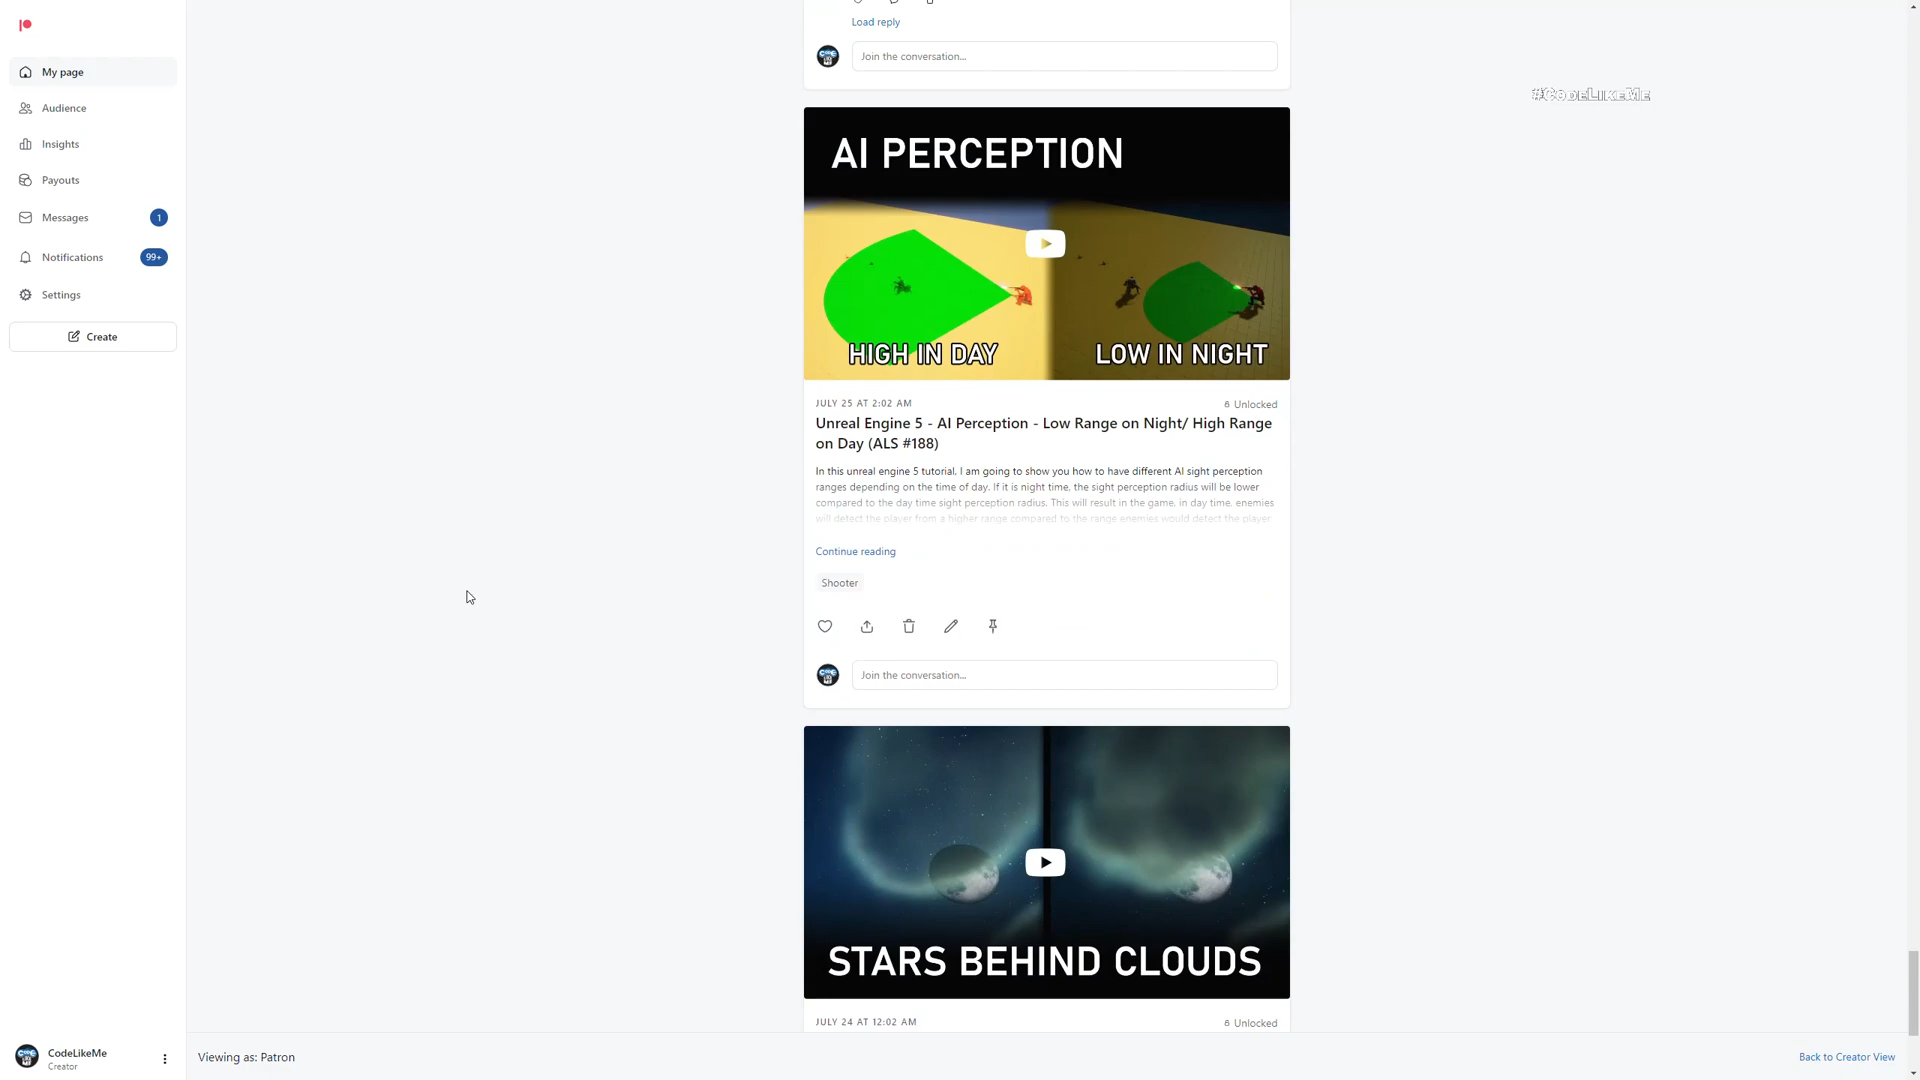 My page
Audience
Insights
Payouts
Messages
1
Notifications
99+
Settings
Create
Load reply
Join the conversation...
#CodeLikeMe
AI PERCEPTION
HIGH IN DAY
LOW IN NIGHT
JULY 25 AT 2:02 AM
Unlocked
Unreal Engine 5 - AI Perception - Low Range on Night/ High Range
on Day (ALS #188)
In this unreal engine 5 tutorial, I am going to show you how to have different AI sight perception
ranges depending on the time of day. If it is night time, the sight perception radius will be lower
compared to the day time sight perception radius. This will result in the game, in day time, enemies
will detect the player from a higher range compared to the range enemies would detect the player
Continue reading
Shooter
Join the conversation...
STARS BEHIND CLOUDS
JULY 24 AT 12:02 AM
Unlocked
CodeLikeMe
Creator
Viewing as: Patron
Back to Creator View